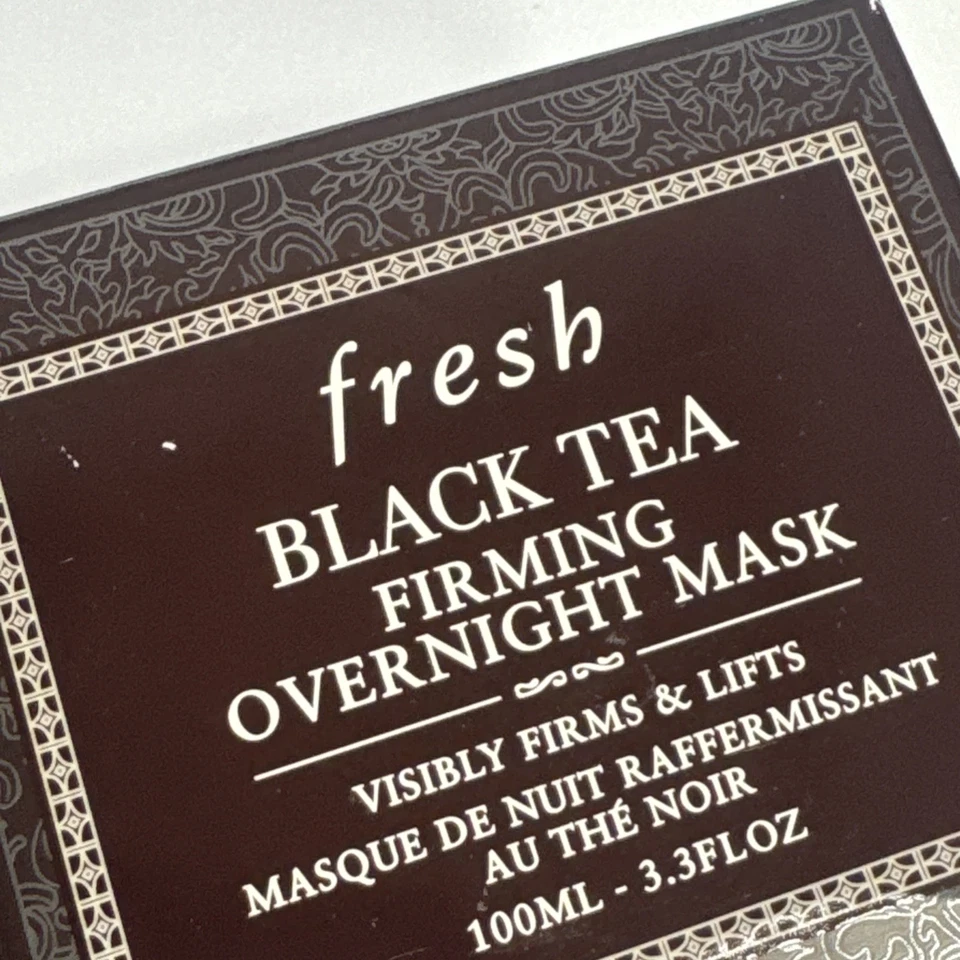 fresh
BLACK TEA
FIRMING
OVERNIGHT MASK
VISIBLY FIRMS & LIFTS
MASQUE DE NUIT RAFFERMISSANT
AU THÉ NOIR
100ML - 3.3FLOZ